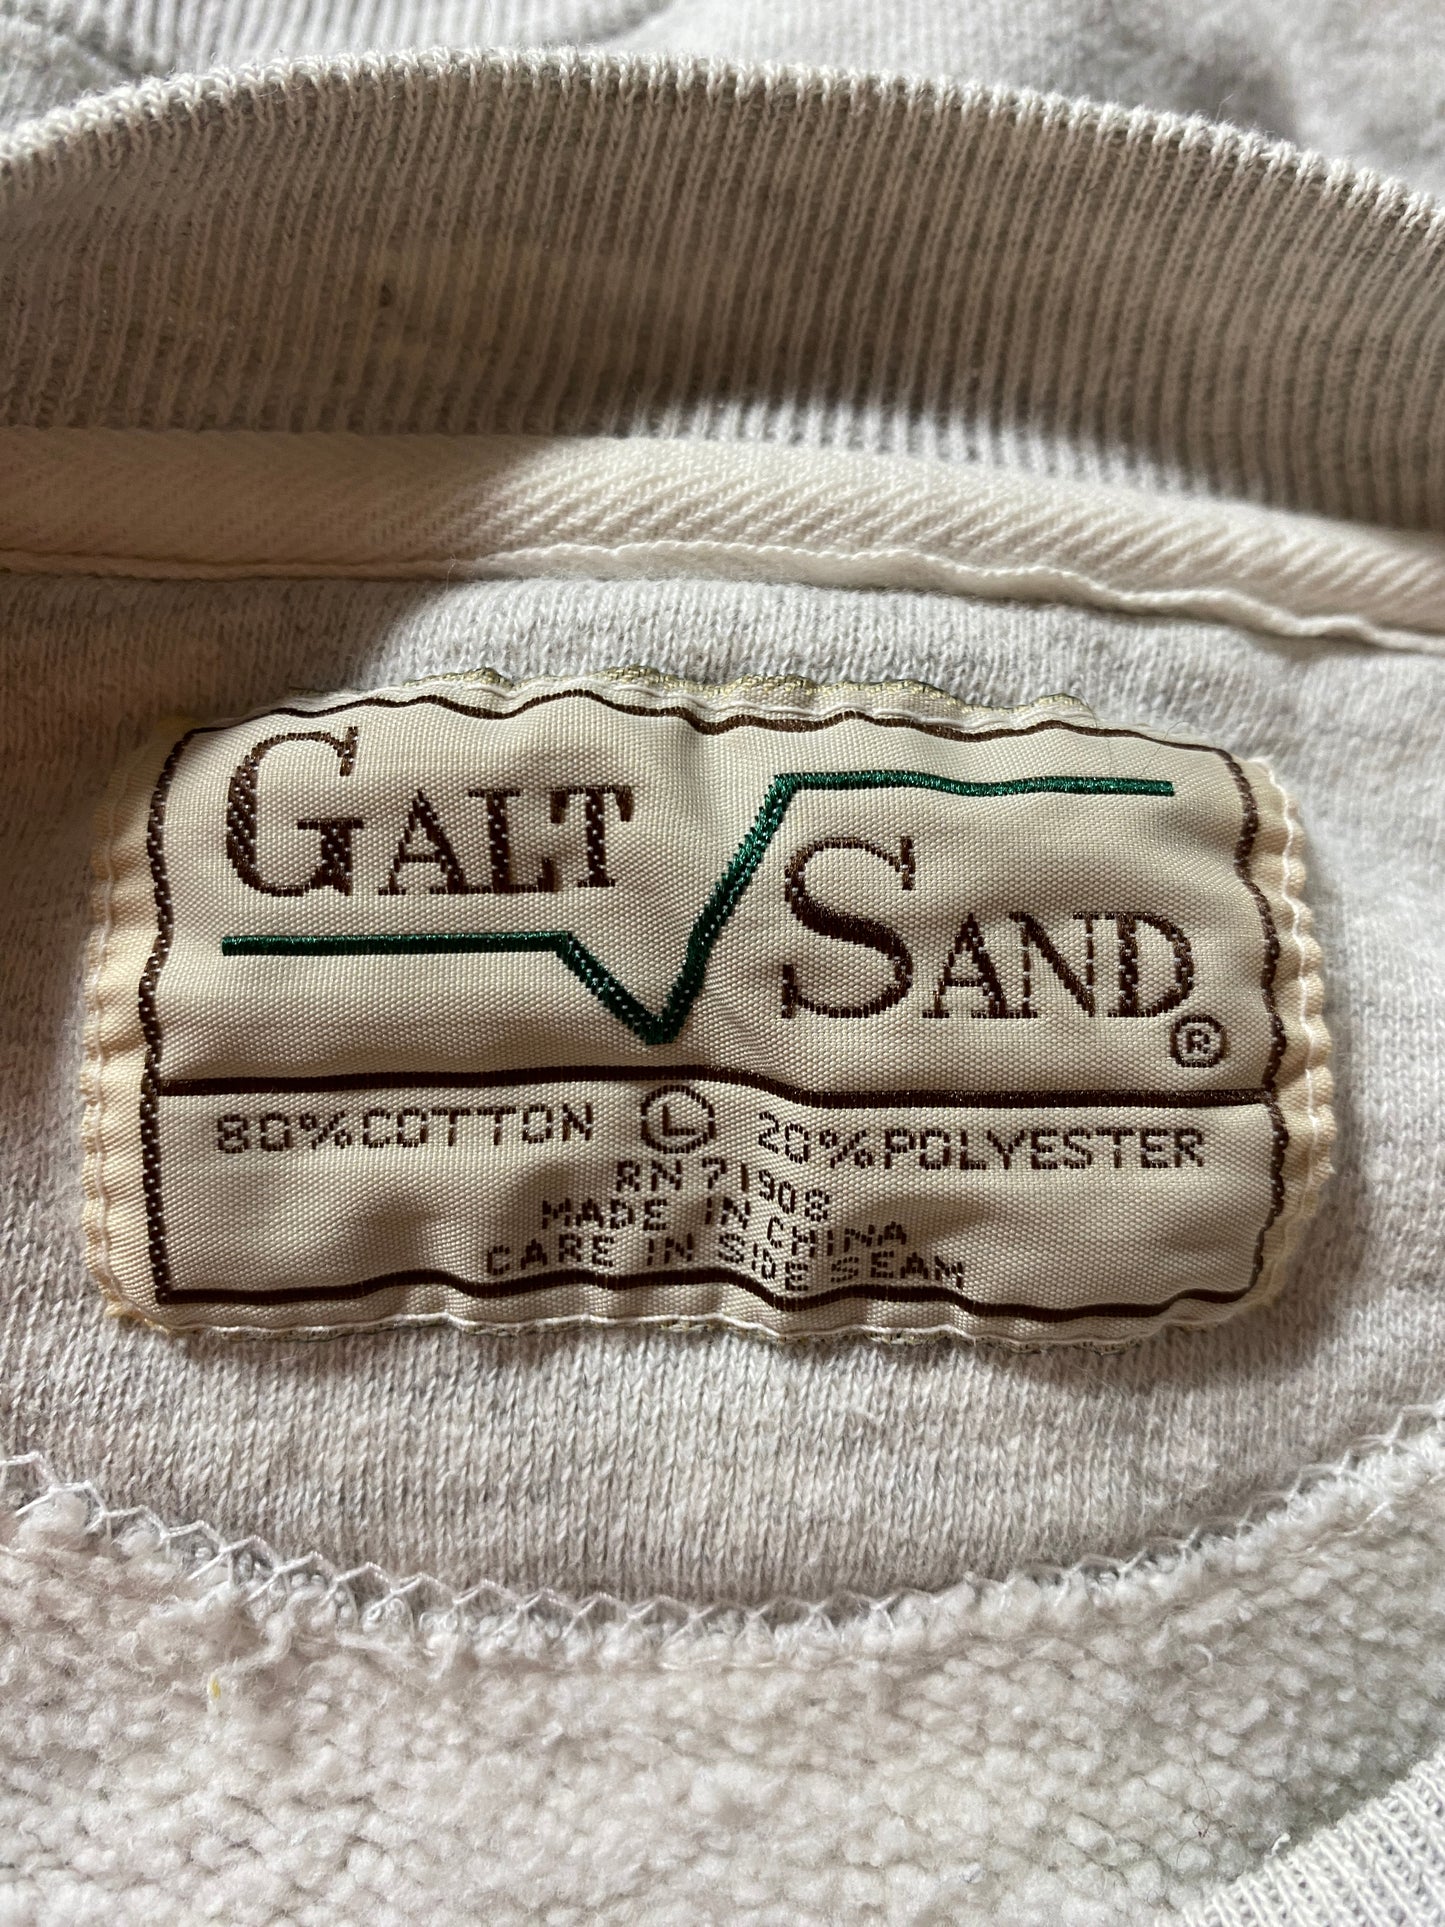 GALT
SAND®
80% COTTON L 20% POLYESTER
RN 71908
MADE IN CHINA
CARE IN SIDE SEAM